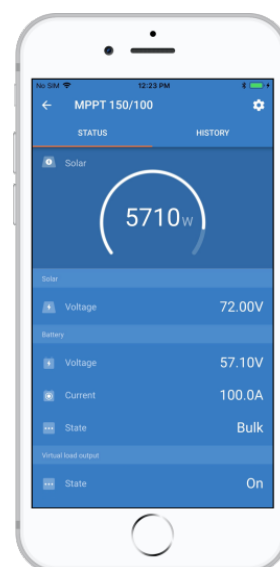 No SIM 12:23 PM
MPPT 150/100
STATUS HISTORY
Solar
5710W
Solar
Voltage 72.00V
Battery
Voltage 57.10V
Current 100.0A
State Bulk
Virtual load output
State On